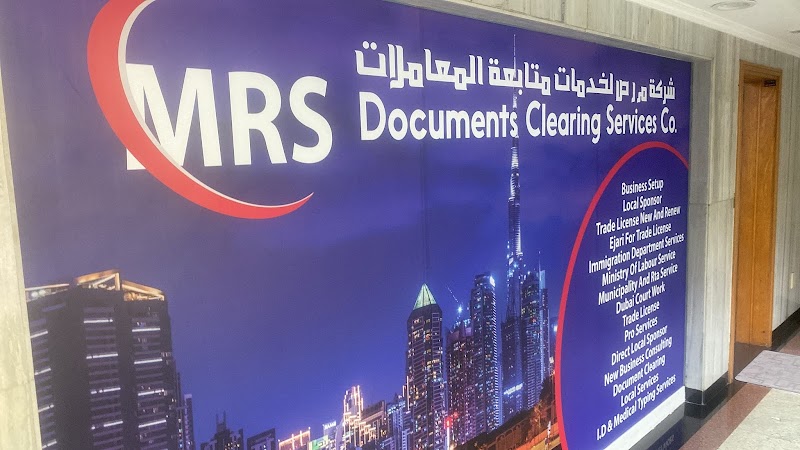 MRS
شركة م ر ص لخدمات متابعة المعاملات
Documents Clearing Services Co.
Business Setup
Local Sponsor
Trade License New And Renew
Ejari For Trade License
Immigration Department Services
Ministry Of Labour Service
Municipality And Rta Service
Dubai Court Work
Trade License
Pro Services
Direct Local Sponsor
New Business Consulting
Document Clearing
Local Services
I.D & Medical Typing Services